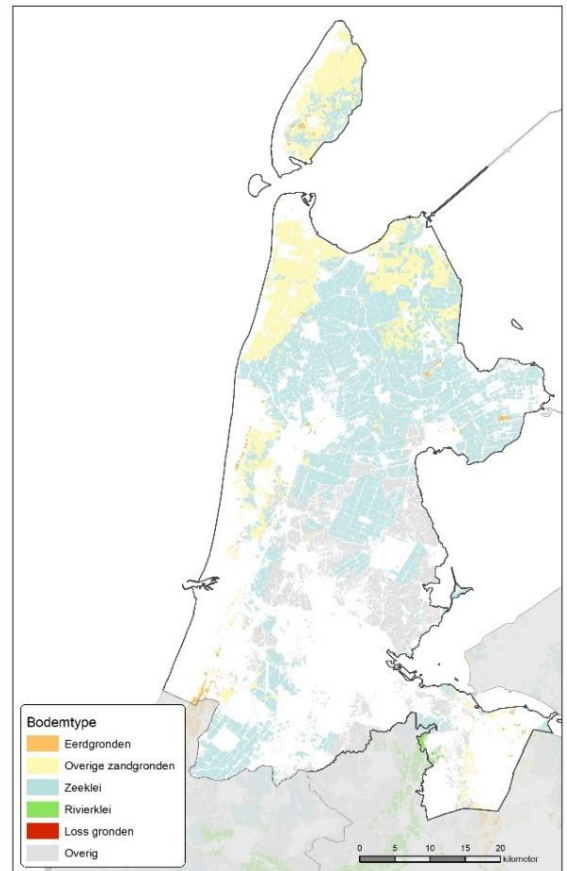 Bodemtype
Eerdgronden
Overige zandgronden
Zeeklei
Rivierklei
Loss gronden
Overig
0 5 10 15 20
kilometer